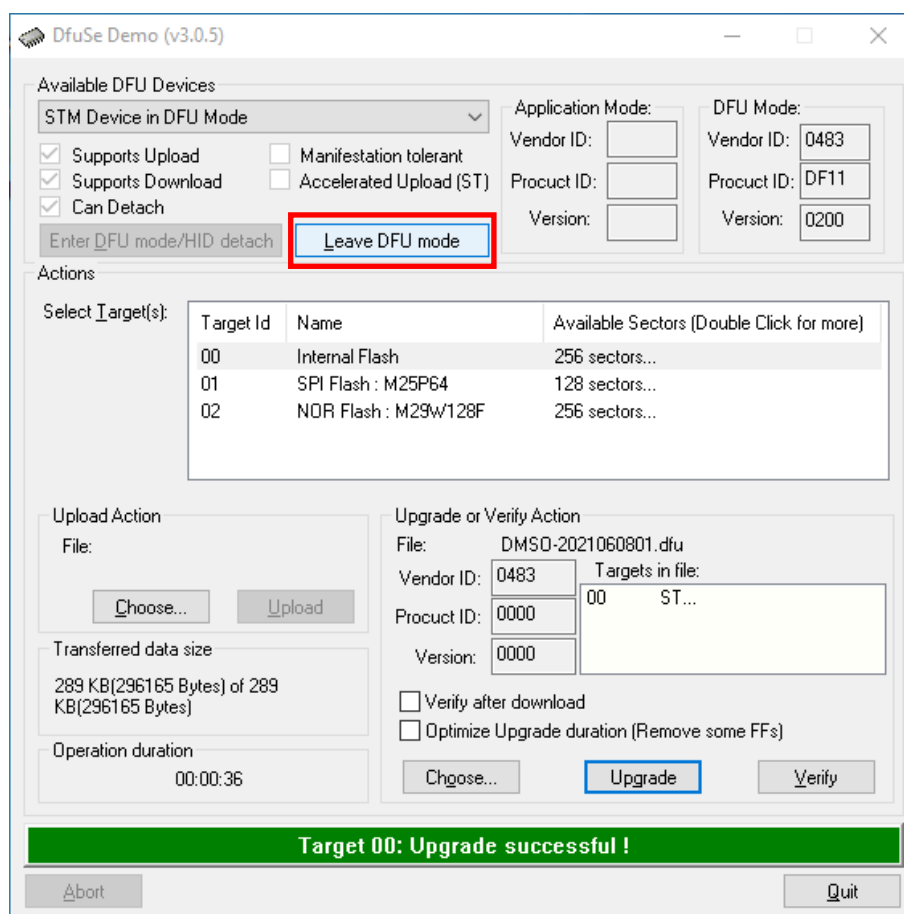 DfuSe Demo (v3.0.5)
Available DFU Devices
STM Device in DFU Mode
Supports Upload
Manifestation tolerant
Supports Download
Accelerated Upload (ST)
Can Detach
Enter DFU mode/HID detach
Leave DFU mode
Application Mode:
Vendor ID:
Procuct ID:
Version:
DFU Mode:
Vendor ID: 0483
Procuct ID: DF11
Version: 0200
Actions
Select Target(s):
Target Id Name Available Sectors (Double Click for more)
00 Internal Flash 256 sectors...
01 SPI Flash : M25P64 128 sectors...
02 NOR Flash : M29W128F 256 sectors...
Upload Action
File:
Choose... Upload
Transferred data size
289 KB(296165 Bytes) of 289
KB(296165 Bytes)
Operation duration
00:00:36
Upgrade or Verify Action
File: DMSO-2021060801.dfu
Vendor ID: 0483
Procuct ID: 0000
Version: 0000
Targets in file:
00 ST...
Verify after download
Optimize Upgrade duration (Remove some FFs)
Choose... Upgrade Verify
Target 00: Upgrade successful !
Abort Quit